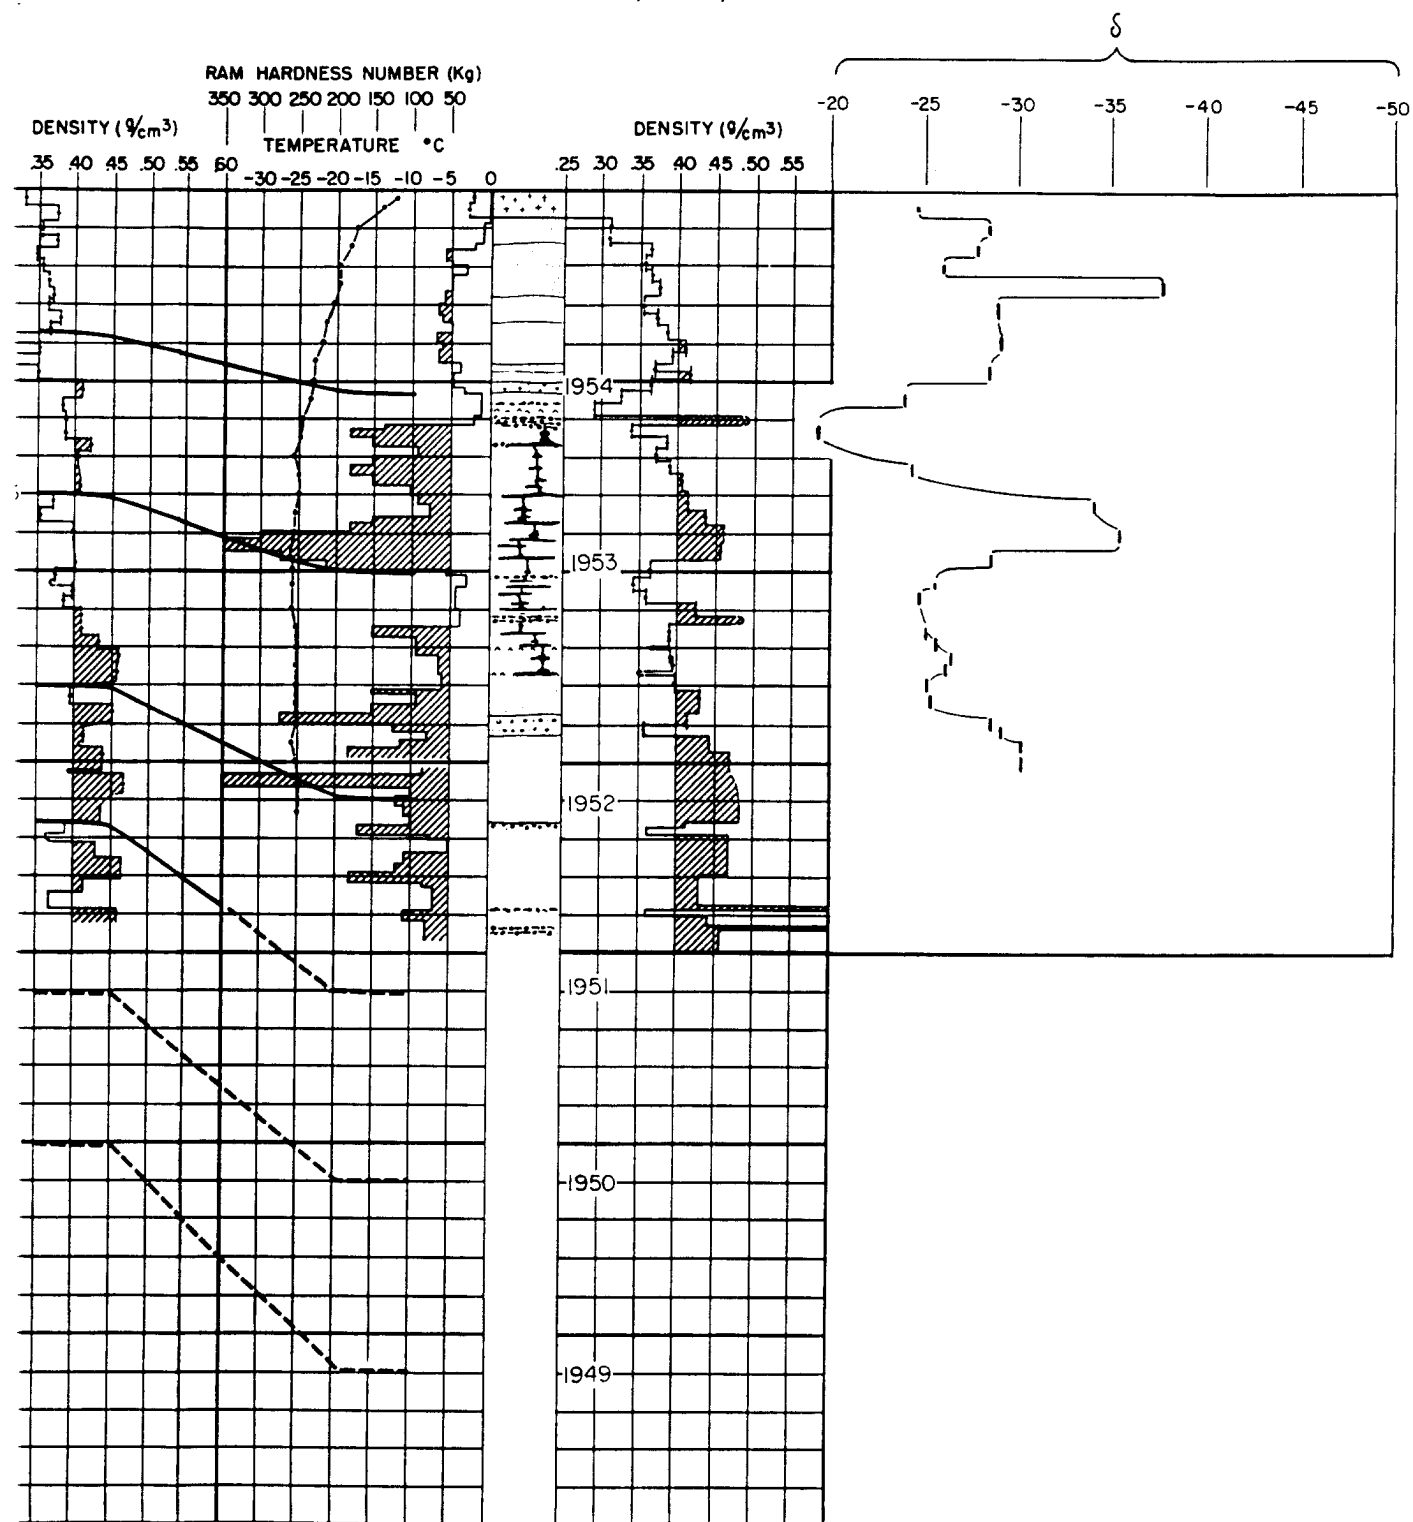 δ
-20 -25 -30 -35 -40 -45 -50
RAM HARDNESS NUMBER (Kg)
350 300 250 200 150 100 50
DENSITY (g/cm3)
DENSITY (g/cm3)
TEMPERATURE °C
.35 .40 .45 .50 .55 .60 -30 -25 -20 -15 -10 -5 0 .25 .30 .35 .40 .45 .50 .55
1954
1953
1952
1951
1950
1949